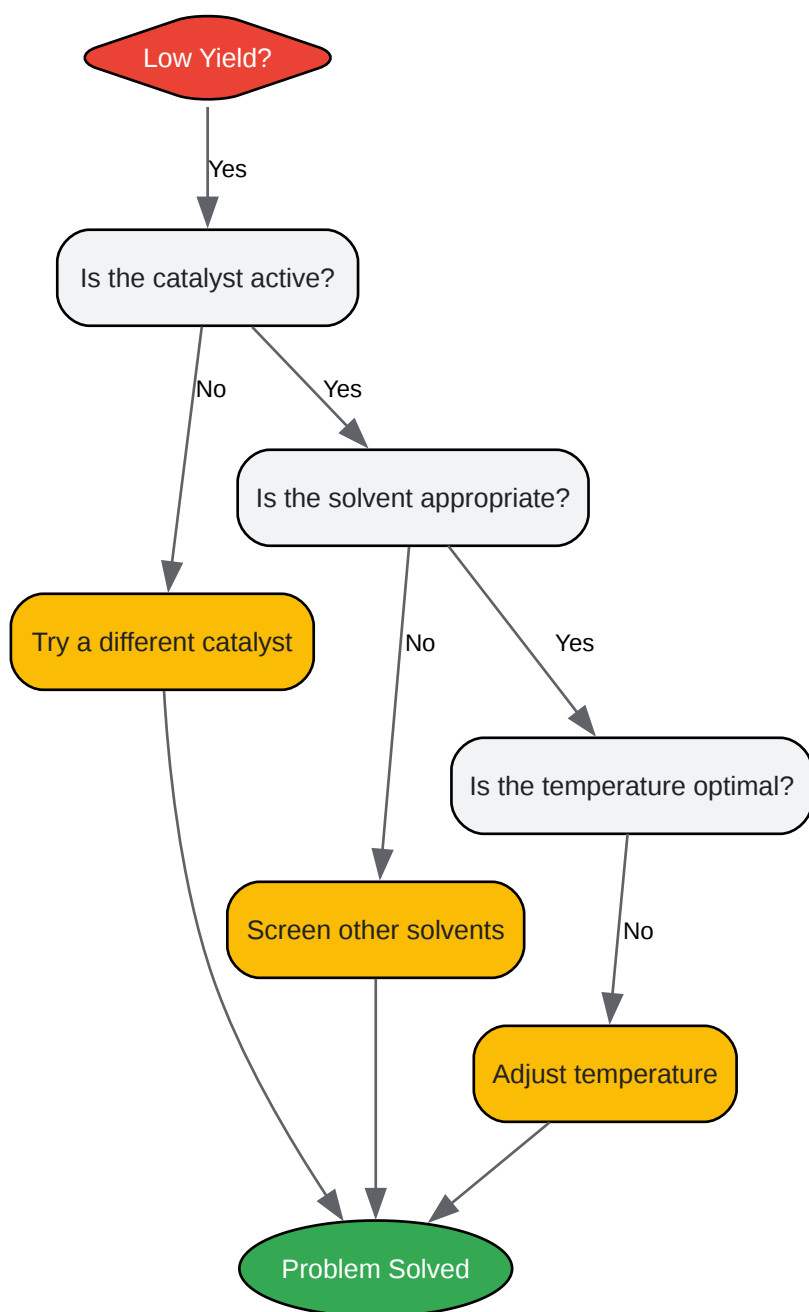 Low Yield?
Yes
Is the catalyst active?
No
Yes
Is the solvent appropriate?
Try a different catalyst
No
Yes
Is the temperature optimal?
Screen other solvents
No
Adjust temperature
Problem Solved